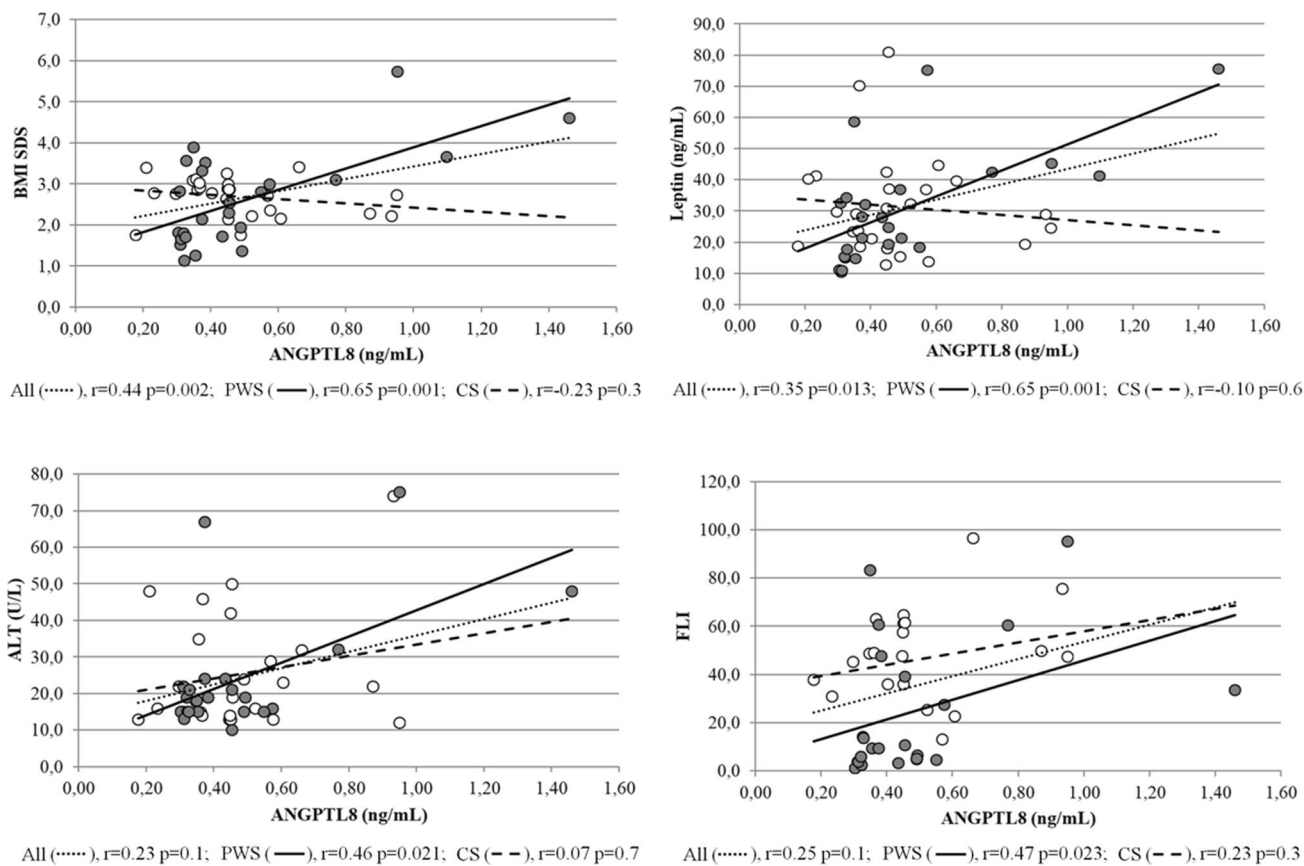 7,0
6,0
5,0
4,0
3,0
2,0
1,0
0,0
BMI SDS
0,00 0,20 0,40 0,60 0,80 1,00 1,20 1,40 1,60
ANGPTL8 (ng/mL)
All (········), r=0.44 p=0.002; PWS (——), r=0.65 p=0.001; CS (– – –), r=-0.23 p=0.3
90,0
80,0
70,0
60,0
50,0
40,0
30,0
20,0
10,0
0,0
Leptin (ng/mL)
0,00 0,20 0,40 0,60 0,80 1,00 1,20 1,40 1,60
ANGPTL8 (ng/mL)
All (········), r=0.35 p=0.013; PWS (——), r=0.65 p=0.001; CS (– – –), r=-0.10 p=0.6
80,0
70,0
60,0
50,0
40,0
30,0
20,0
10,0
0,0
ALT (U/L)
0,00 0,20 0,40 0,60 0,80 1,00 1,20 1,40 1,60
ANGPTL8 (ng/mL)
All (········), r=0.23 p=0.1; PWS (——), r=0.46 p=0.021; CS (– – –), r=0.07 p=0.7
120,0
100,0
80,0
60,0
40,0
20,0
0,0
FLI
0,00 0,20 0,40 0,60 0,80 1,00 1,20 1,40 1,60
ANGPTL8 (ng/mL)
All (········), r=0.25 p=0.1; PWS (——), r=0.47 p=0.023; CS (– – –), r=0.23 p=0.3